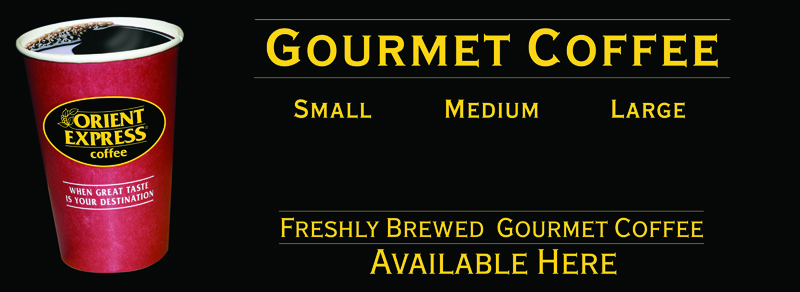 ORIENT
EXPRESS®
coffee
WHEN GREAT TASTE
IS YOUR DESTINATION
GOURMET COFFEE
SMALL MEDIUM LARGE
FRESHLY BREWED GOURMET COFFEE
AVAILABLE HERE